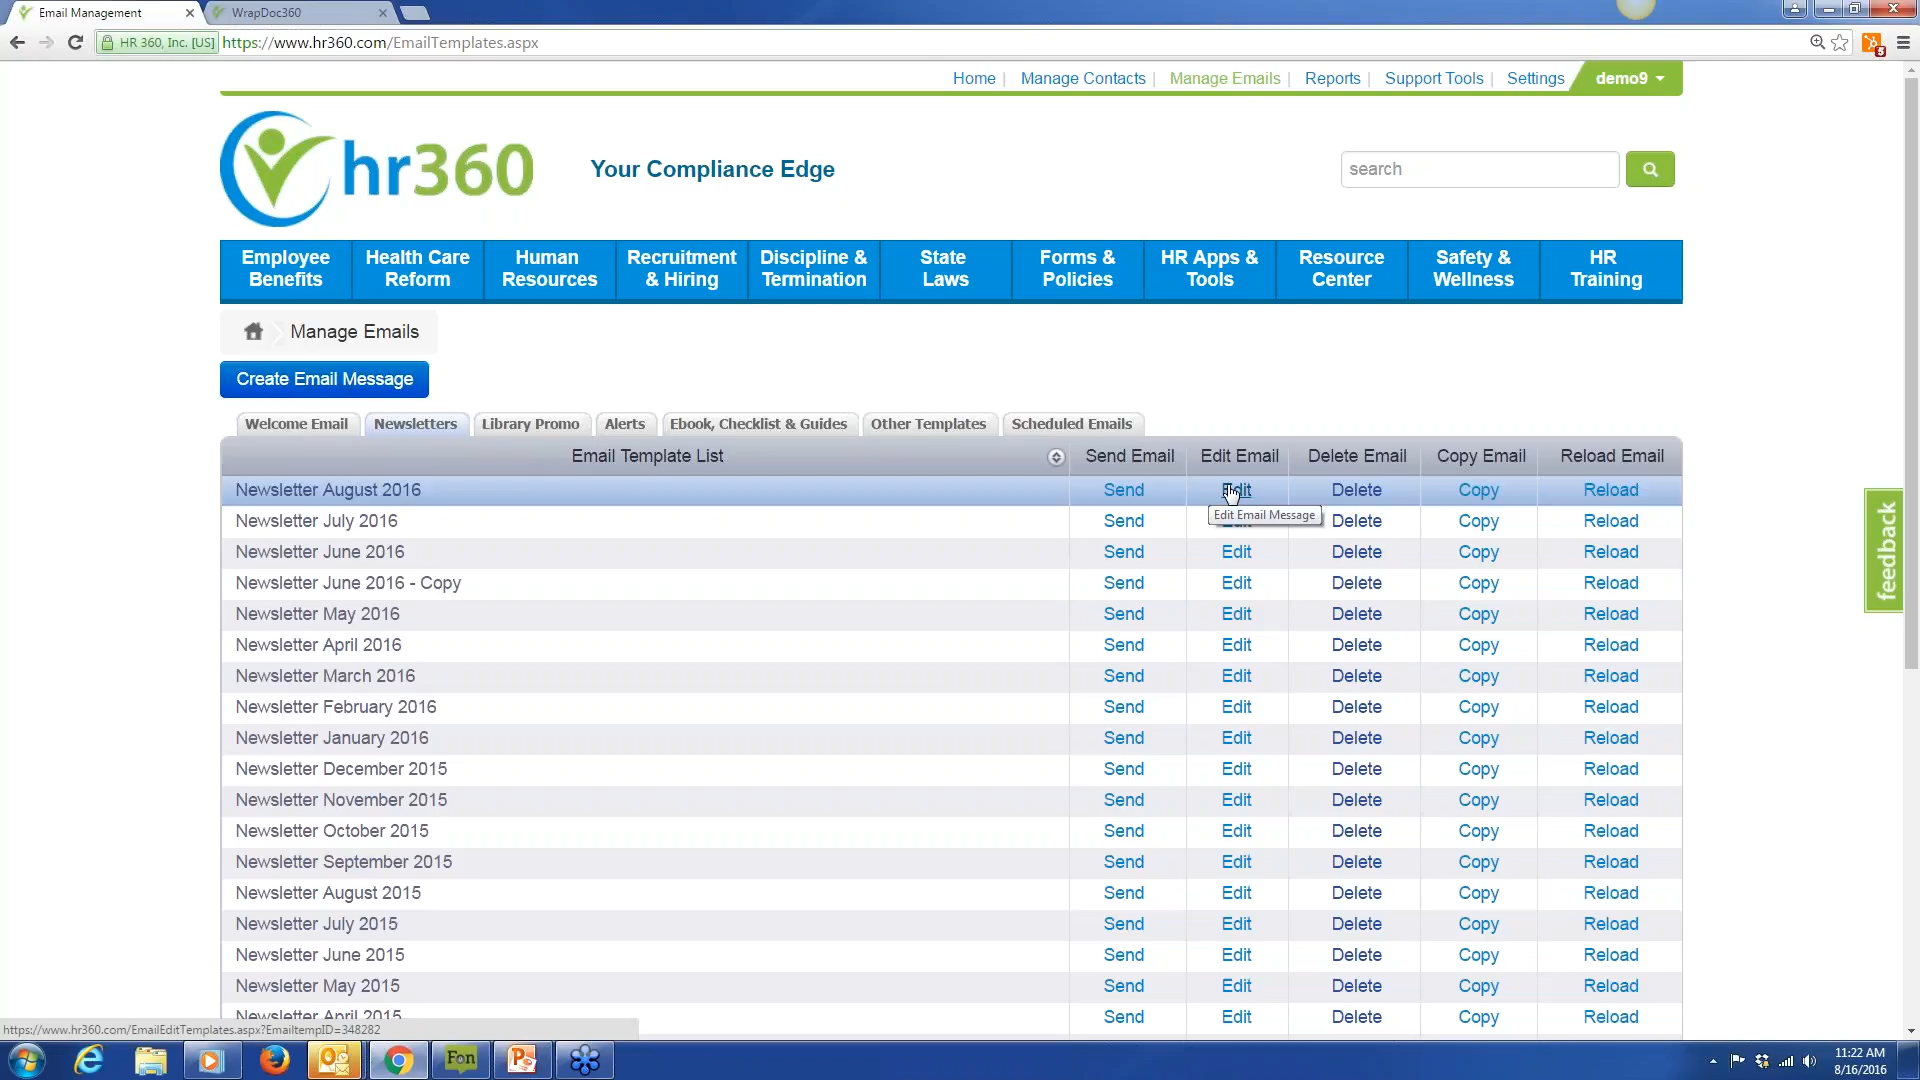 Email Management
WrapDoc360
HR 360, Inc. [US] https://www.hr360.com/EmailTemplates.aspx
5
Home | Manage Contacts | Manage Emails | Reports | Support Tools | Settings demo9
hr360 Your Compliance Edge search
Employee Benefits
Health Care Reform
Human Resources
Recruitment & Hiring
Discipline & Termination
State Laws
Forms & Policies
HR Apps & Tools
Resource Center
Safety & Wellness
HR Training
Manage Emails
Create Email Message
Welcome Email Newsletters Library Promo Alerts Ebook, Checklist & Guides Other Templates Scheduled Emails
Email Template List Send Email Edit Email Delete Email Copy Email Reload Email
Newsletter August 2016 Send Edit Delete Copy Reload
Edit Email Message
Newsletter July 2016 Send Edit Delete Copy Reload
Newsletter June 2016 Send Edit Delete Copy Reload
Newsletter June 2016 - Copy Send Edit Delete Copy Reload
Newsletter May 2016 Send Edit Delete Copy Reload
Newsletter April 2016 Send Edit Delete Copy Reload
Newsletter March 2016 Send Edit Delete Copy Reload
Newsletter February 2016 Send Edit Delete Copy Reload
Newsletter January 2016 Send Edit Delete Copy Reload
Newsletter December 2015 Send Edit Delete Copy Reload
Newsletter November 2015 Send Edit Delete Copy Reload
Newsletter October 2015 Send Edit Delete Copy Reload
Newsletter September 2015 Send Edit Delete Copy Reload
Newsletter August 2015 Send Edit Delete Copy Reload
Newsletter July 2015 Send Edit Delete Copy Reload
Newsletter June 2015 Send Edit Delete Copy Reload
Newsletter May 2015 Send Edit Delete Copy Reload
Newsletter April 2015 Send Edit Delete Copy Reload
feedback
https://www.hr360.com/EmailEditTemplates.aspx?EmailtempID=348282
Fon
11:22 AM
8/16/2016